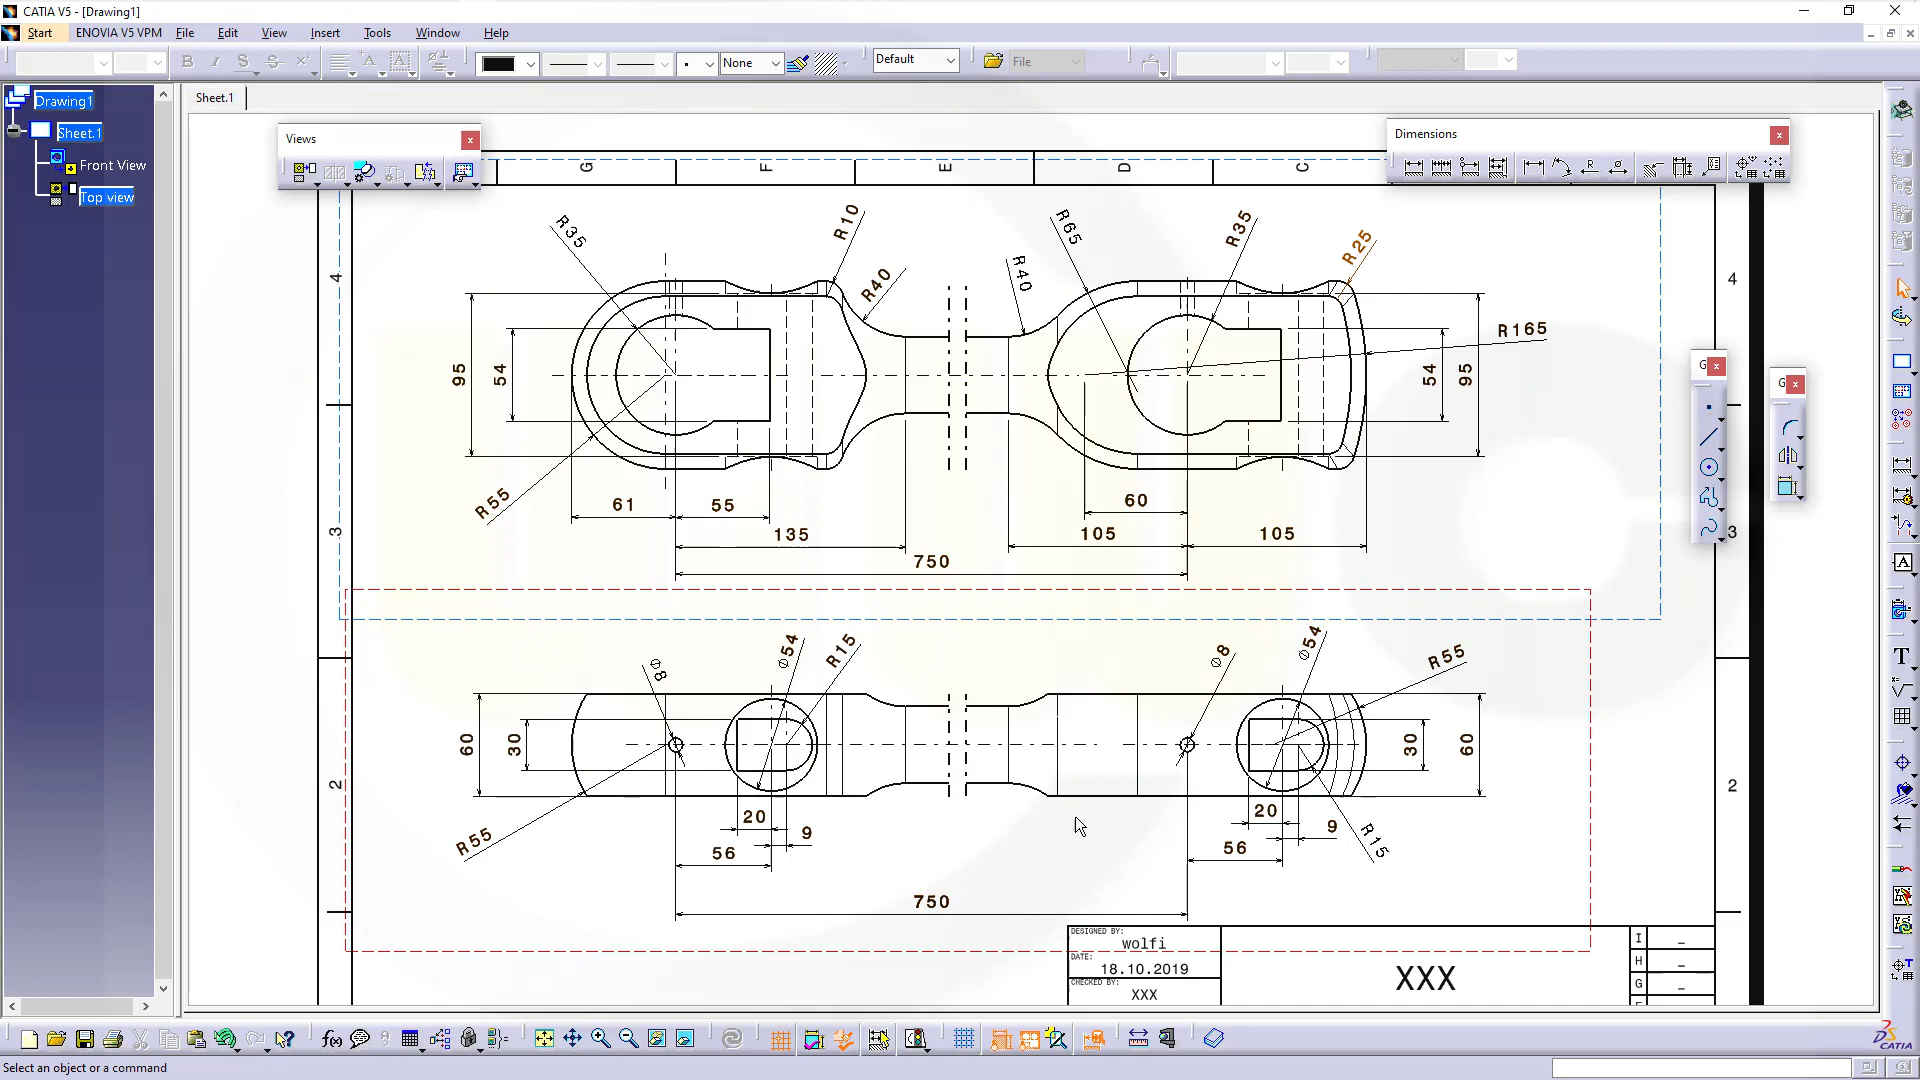 CATIA V5 - [Drawing1]
Start ENOVIA V5 VPM File Edit View Insert Tools Window Help
None Default File
Drawing1
Sheet.1
Front View
Top view
Sheet.1
Views
Dimensions
G F E D C
4 4
3 3
2 2
R35 R10 R40 R40 R65 R35 R25
R165
95 54 54 95
R55
61 55 60
135 105 105
750
G G
Ø8 Ø54 R15 Ø8 Ø54 R55
60 30 30 60
20 20
9 9
R55 56 56 R15
750
DESIGNED BY:
wolfi
DATE:
18.10.2019
CHECKED BY:
XXX
XXX
I _
H _
G _
CATIA
Select an object or a command